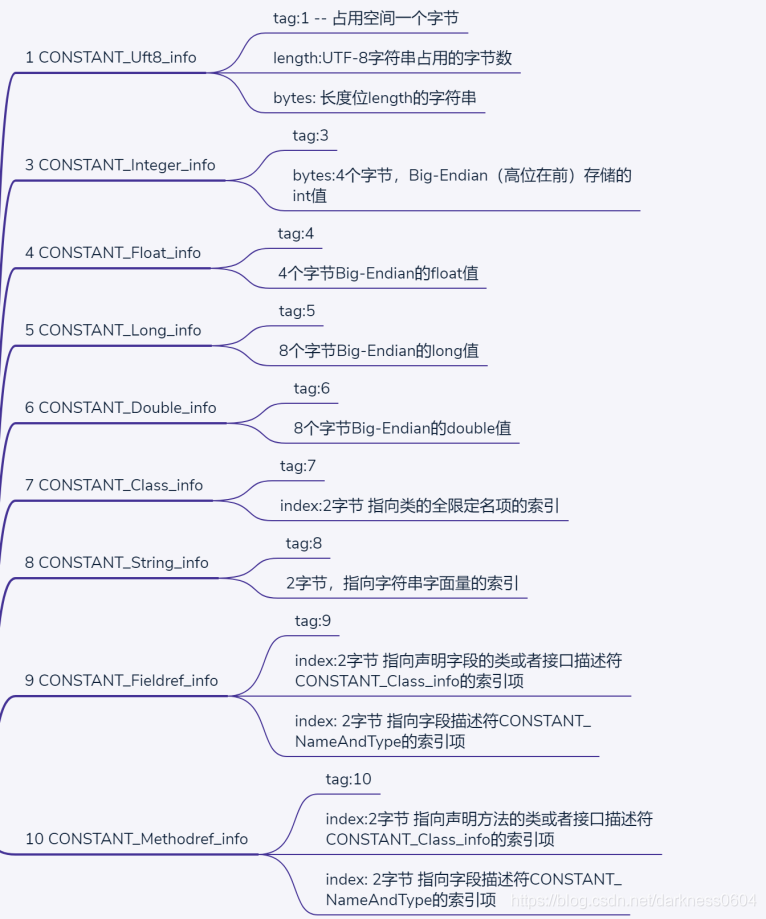 1 CONSTANT_Uft8_info
tag:1 -- 占用空间一个字节
length:UTF-8字符串占用的字节数
bytes: 长度位length的字符串
3 CONSTANT_Integer_info
tag:3
bytes:4个字节，Big-Endian（高位在前）存储的
int值
4 CONSTANT_Float_info
tag:4
4个字节Big-Endian的float值
5 CONSTANT_Long_info
tag:5
8个字节Big-Endian的long值
6 CONSTANT_Double_info
tag:6
8个字节Big-Endian的double值
7 CONSTANT_Class_info
tag:7
index:2字节 指向类的全限定名项的索引
8 CONSTANT_String_info
tag:8
2字节，指向字符串字面量的索引
9 CONSTANT_Fieldref_info
tag:9
index:2字节 指向声明字段的类或者接口描述符
CONSTANT_Class_info的索引项
index: 2字节 指向字段描述符CONSTANT_
NameAndType的索引项
10 CONSTANT_Methodref_info
tag:10
index:2字节 指向声明方法的类或者接口描述符
CONSTANT_Class_info的索引项
index: 2字节 指向字段描述符CONSTANT_
NameAndType的索引项
https://blog.csdn.net/darkness0604